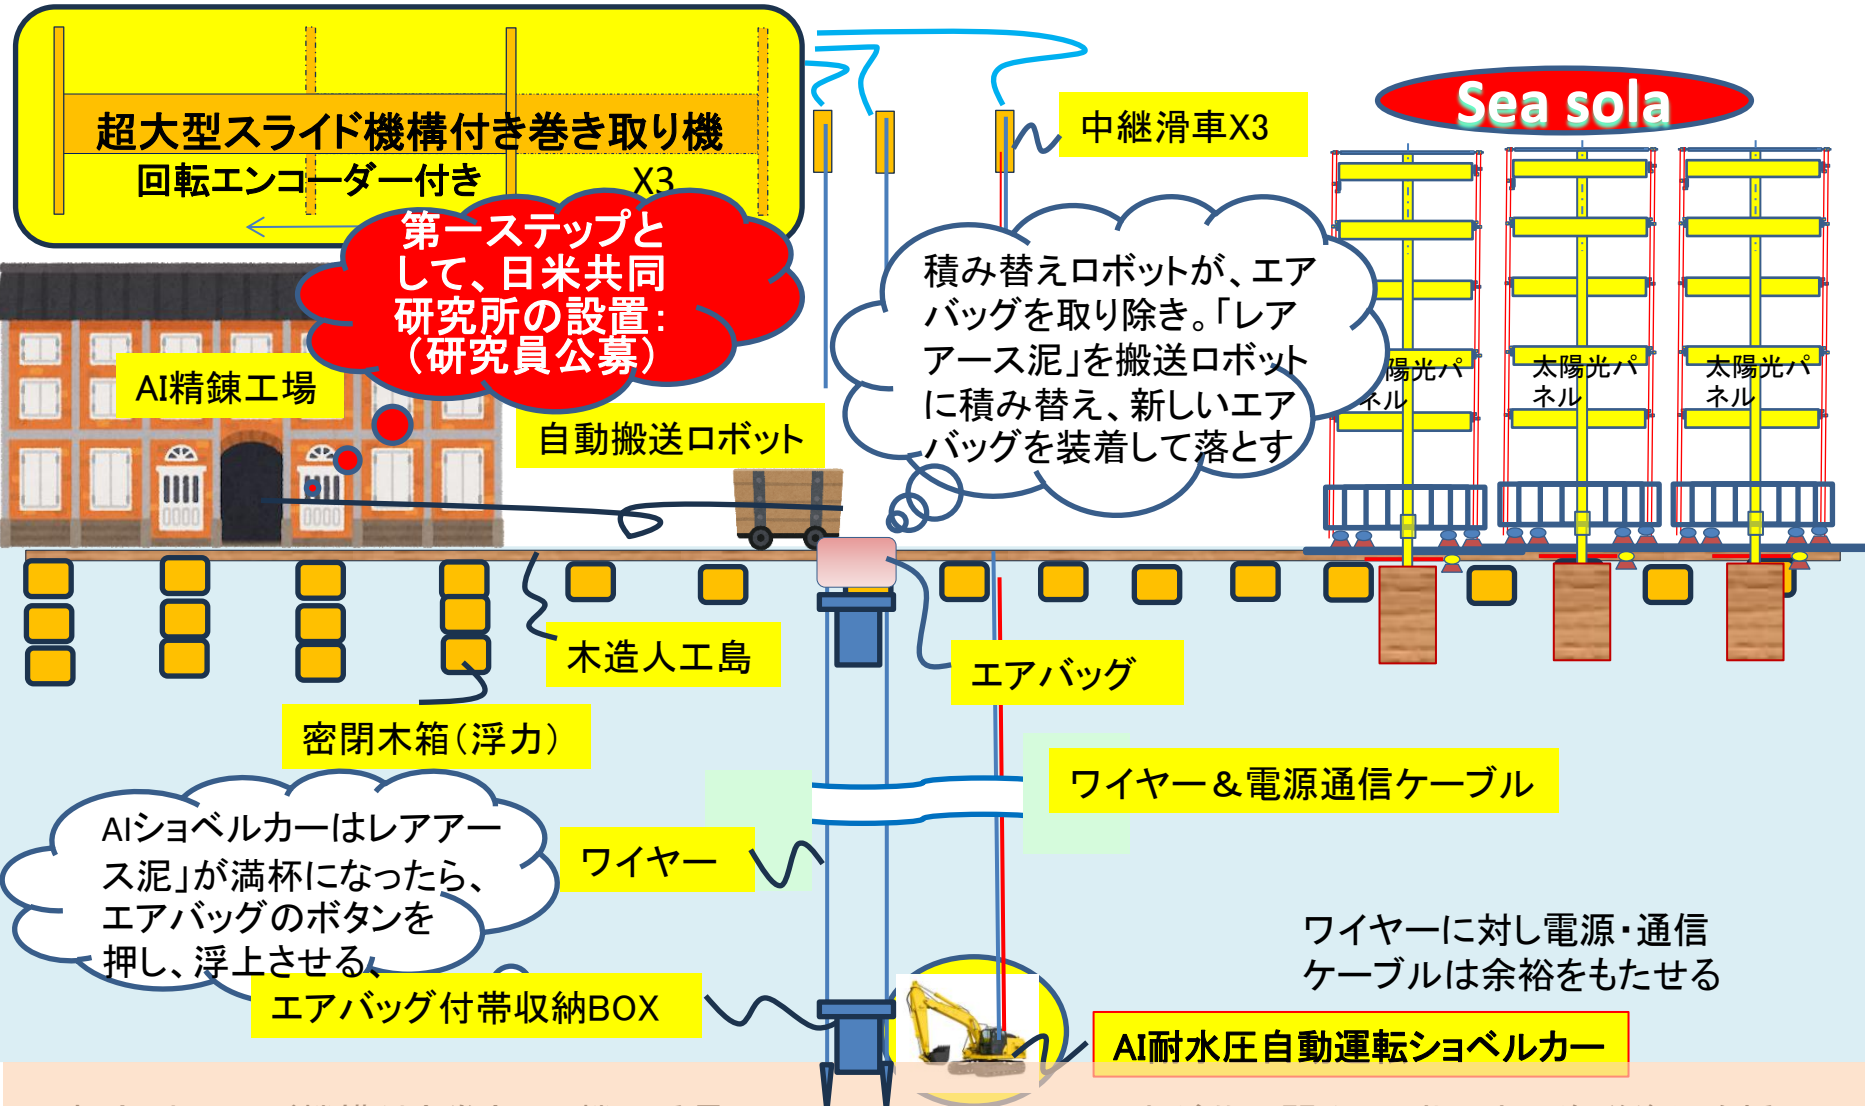 超大型スライド機構付き巻き取り機
回転エンコーダー付き X3
中継滑車X3
Sea sola
第一ステップと
して、日米共同
研究所の設置：
（研究員公募）
積み替えロボットが、エア
バッグを取り除き。「レア
アース泥」を搬送ロボット
に積み替え、新しいエア
バッグを装着して落とす
陽光パ
ネル
太陽光パ
ネル
太陽光パ
ネル
AI精錬工場
自動搬送ロボット
木造人工島
エアバッグ
密閉木箱（浮力）
ワイヤー＆電源通信ケーブル
AIショベルカーはレアアー
ス泥」が満杯になったら、
エアバッグのボタンを
押し、浮上させる、
ワイヤー
ワイヤーに対し電源・通信
ケーブルは余裕をもたせる
エアバッグ付帯収納BOX
AI耐水圧自動運転ショベルカー